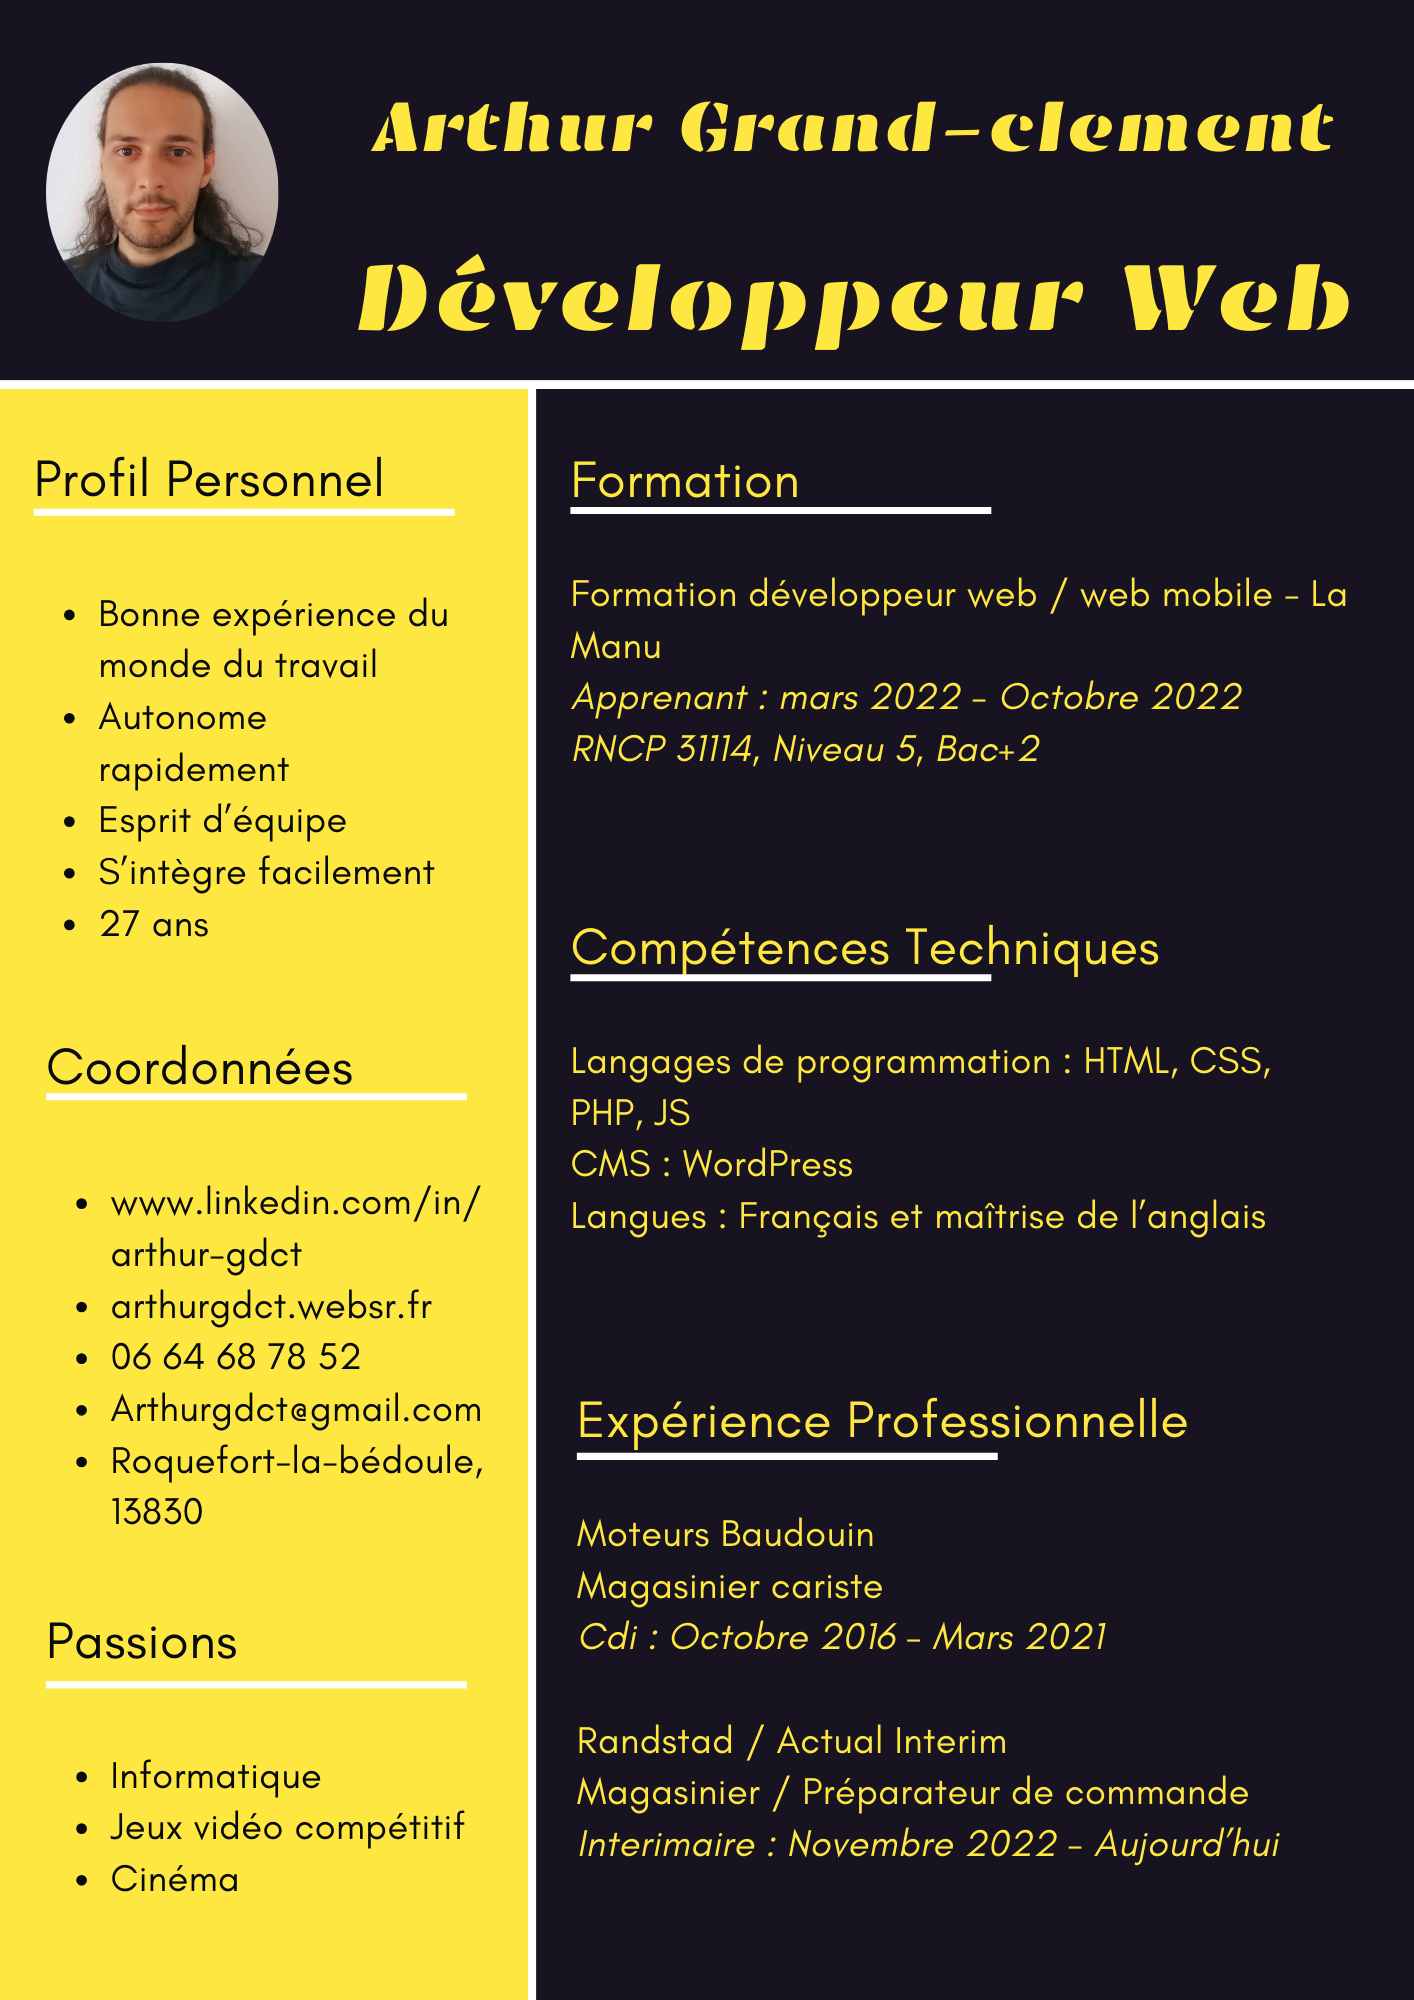 Arthur Grand-clement
Développeur Web
Profil Personnel
Bonne expérience du
monde du travail
Autonome
rapidement
Esprit d'équipe
S'intègre facilement
27 ans
Coordonnées
www.linkedin.com/in/
arthur-gdct
arthurgdct.websr.fr
06 64 68 78 52
Arthurgdct@gmail.com
Roquefort-la-bédoule,
13830
Passions
Informatique
Jeux vidéo compétitif
Cinéma
Formation
Formation développeur web / web mobile - La
Manu
Apprenant : mars 2022 - Octobre 2022
RNCP 31114, Niveau 5, Bac+2
Compétences Techniques
Langages de programmation : HTML, CSS,
PHP, JS
CMS : WordPress
Langues : Français et maîtrise de l'anglais
Expérience Professionnelle
Moteurs Baudouin
Magasinier cariste
Cdi : Octobre 2016 - Mars 2021
Randstad / Actual Interim
Magasinier / Préparateur de commande
Interimaire : Novembre 2022 - Aujourd'hui